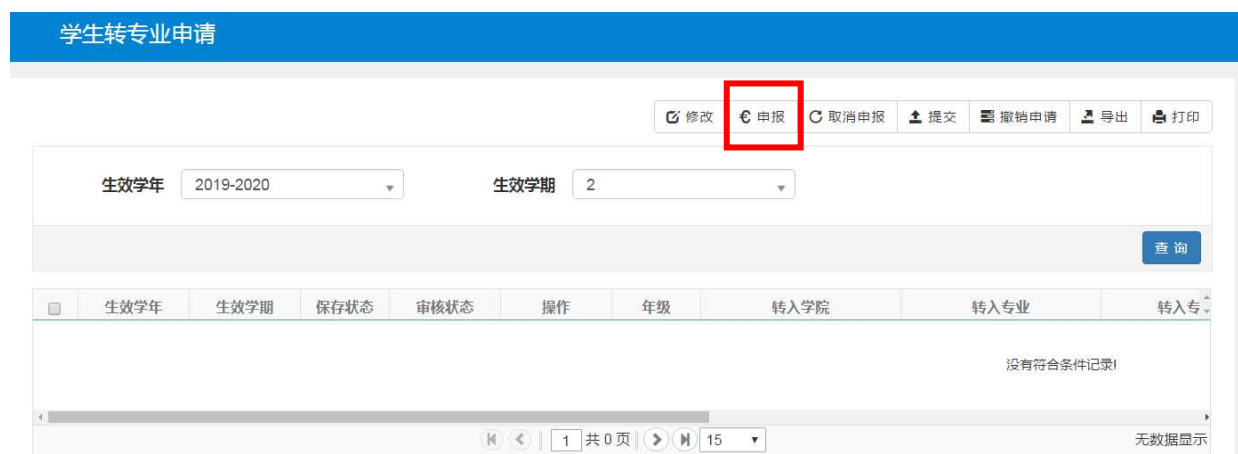 学生转专业申请
修改 申报 取消申报 提交 撤销申请 导出 打印
生效学年 2019-2020 生效学期 2
查询
生效学年 生效学期 保存状态 审核状态 操作 年级 转入学院 转入专业 转入专
没有符合条件记录!
1 共 0 页 15 无数据显示